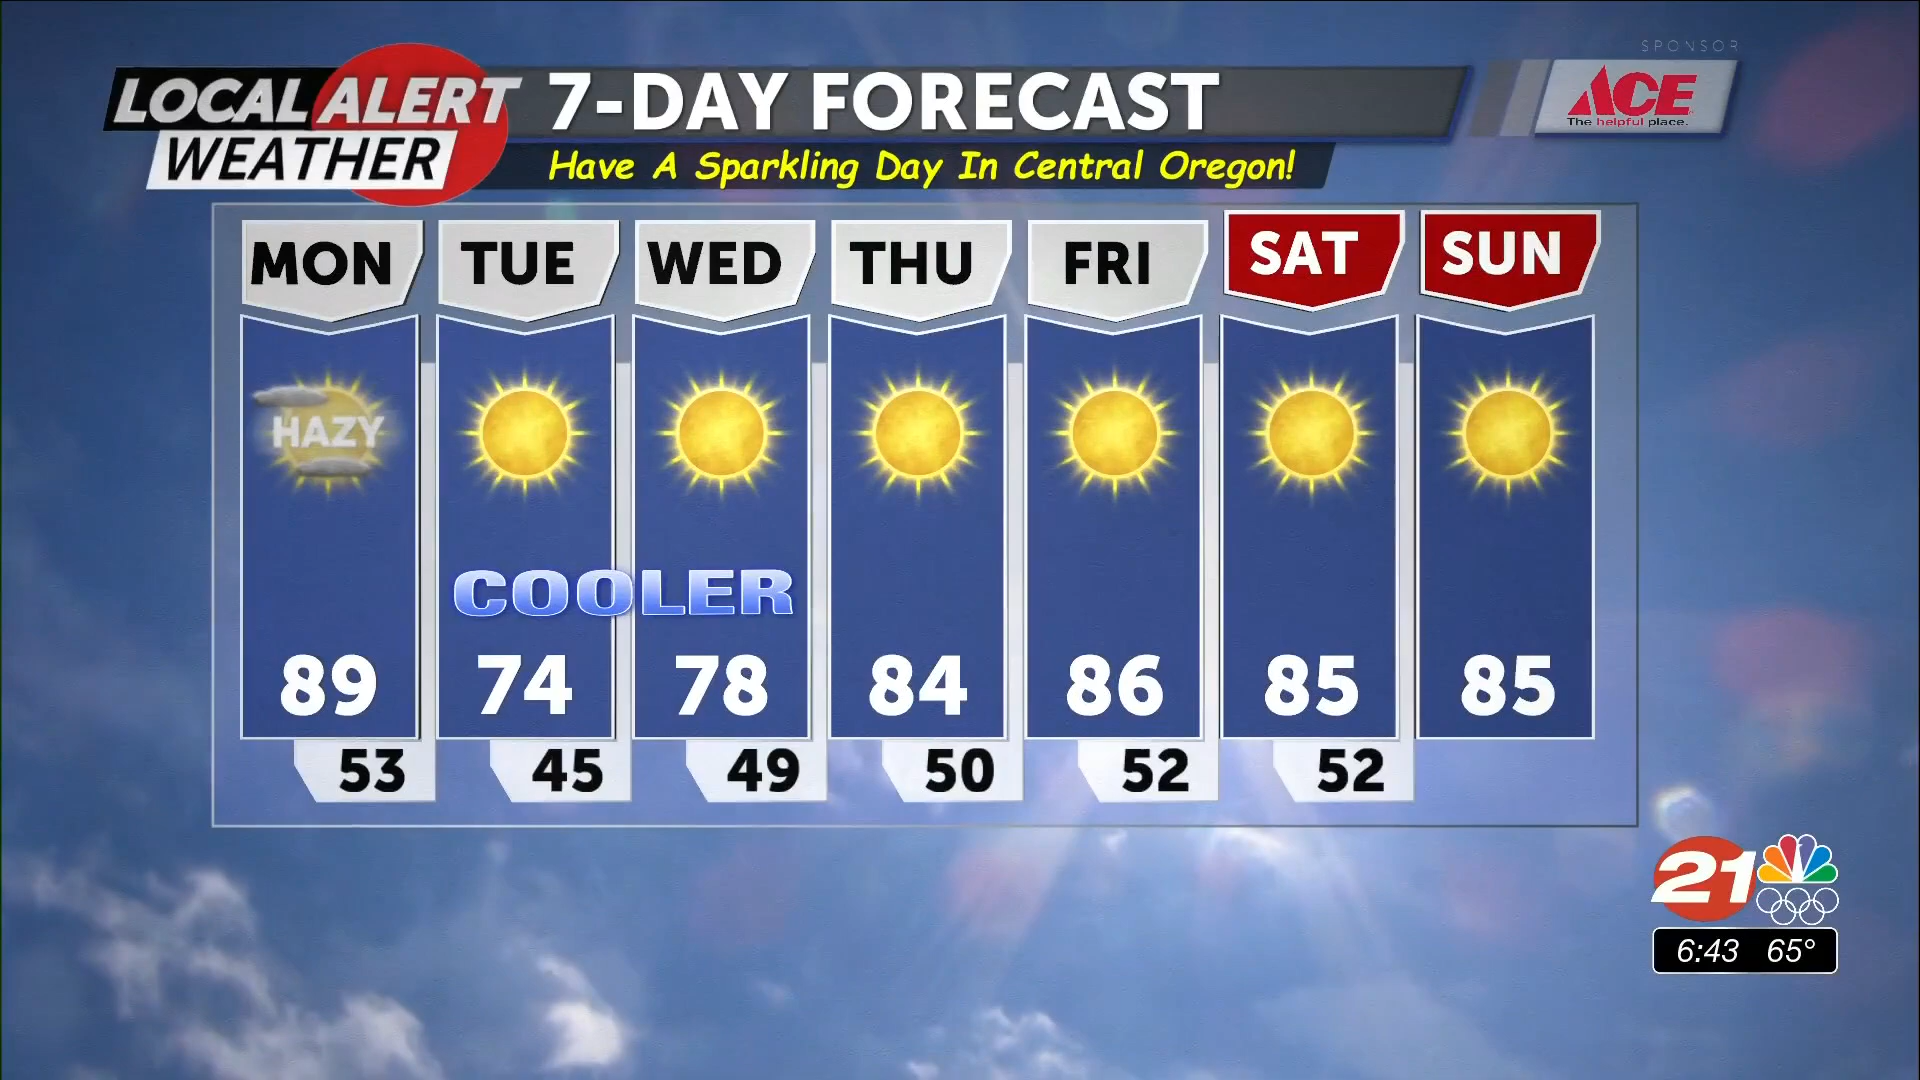 SPONSOR
LOCAL ALERT
WEATHER
7-DAY FORECAST
ACE
The helpful place.
Have A Sparkling Day In Central Oregon!
MON TUE WED THU FRI SAT SUN
HAZY
COOLER
89 74 78 84 86 85 85
53 45 49 50 52 52
21
6:43 65°